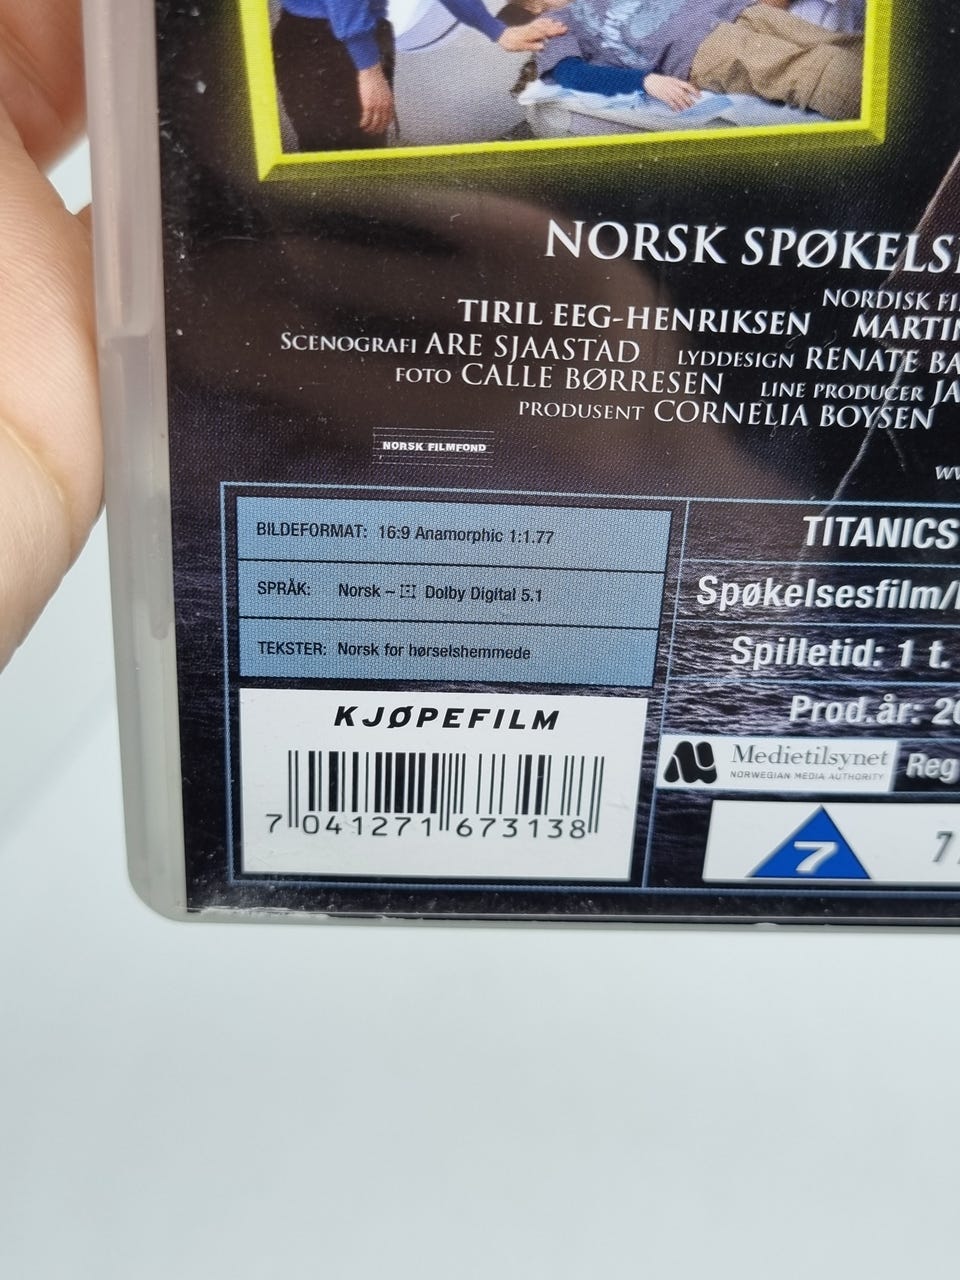 NORSK SPØKELS
NORDISK FI
TIRIL EEG-HENRIKSEN MARTIN
SCENOGRAFI ARE SJAASTAD LYDDESIGN RENATE BA
FOTO CALLE BØRRESEN LINE PRODUCER JA
PRODUSENT CORNELIA BOYSEN
NORSK FILMFOND
ww
BILDEFORMAT: 16:9 Anamorphic 1:1.77
SPRÅK: Norsk – Dolby Digital 5.1
TEKSTER: Norsk for hørselshemmede
KJØPEFILM
7 041271 673138
TITANICS
Spøkelsesfilm/
Spilletid: 1 t.
Prod.år: 20
Medietilsynet
NORWEGIAN MEDIA AUTHORITY
Reg
7
7